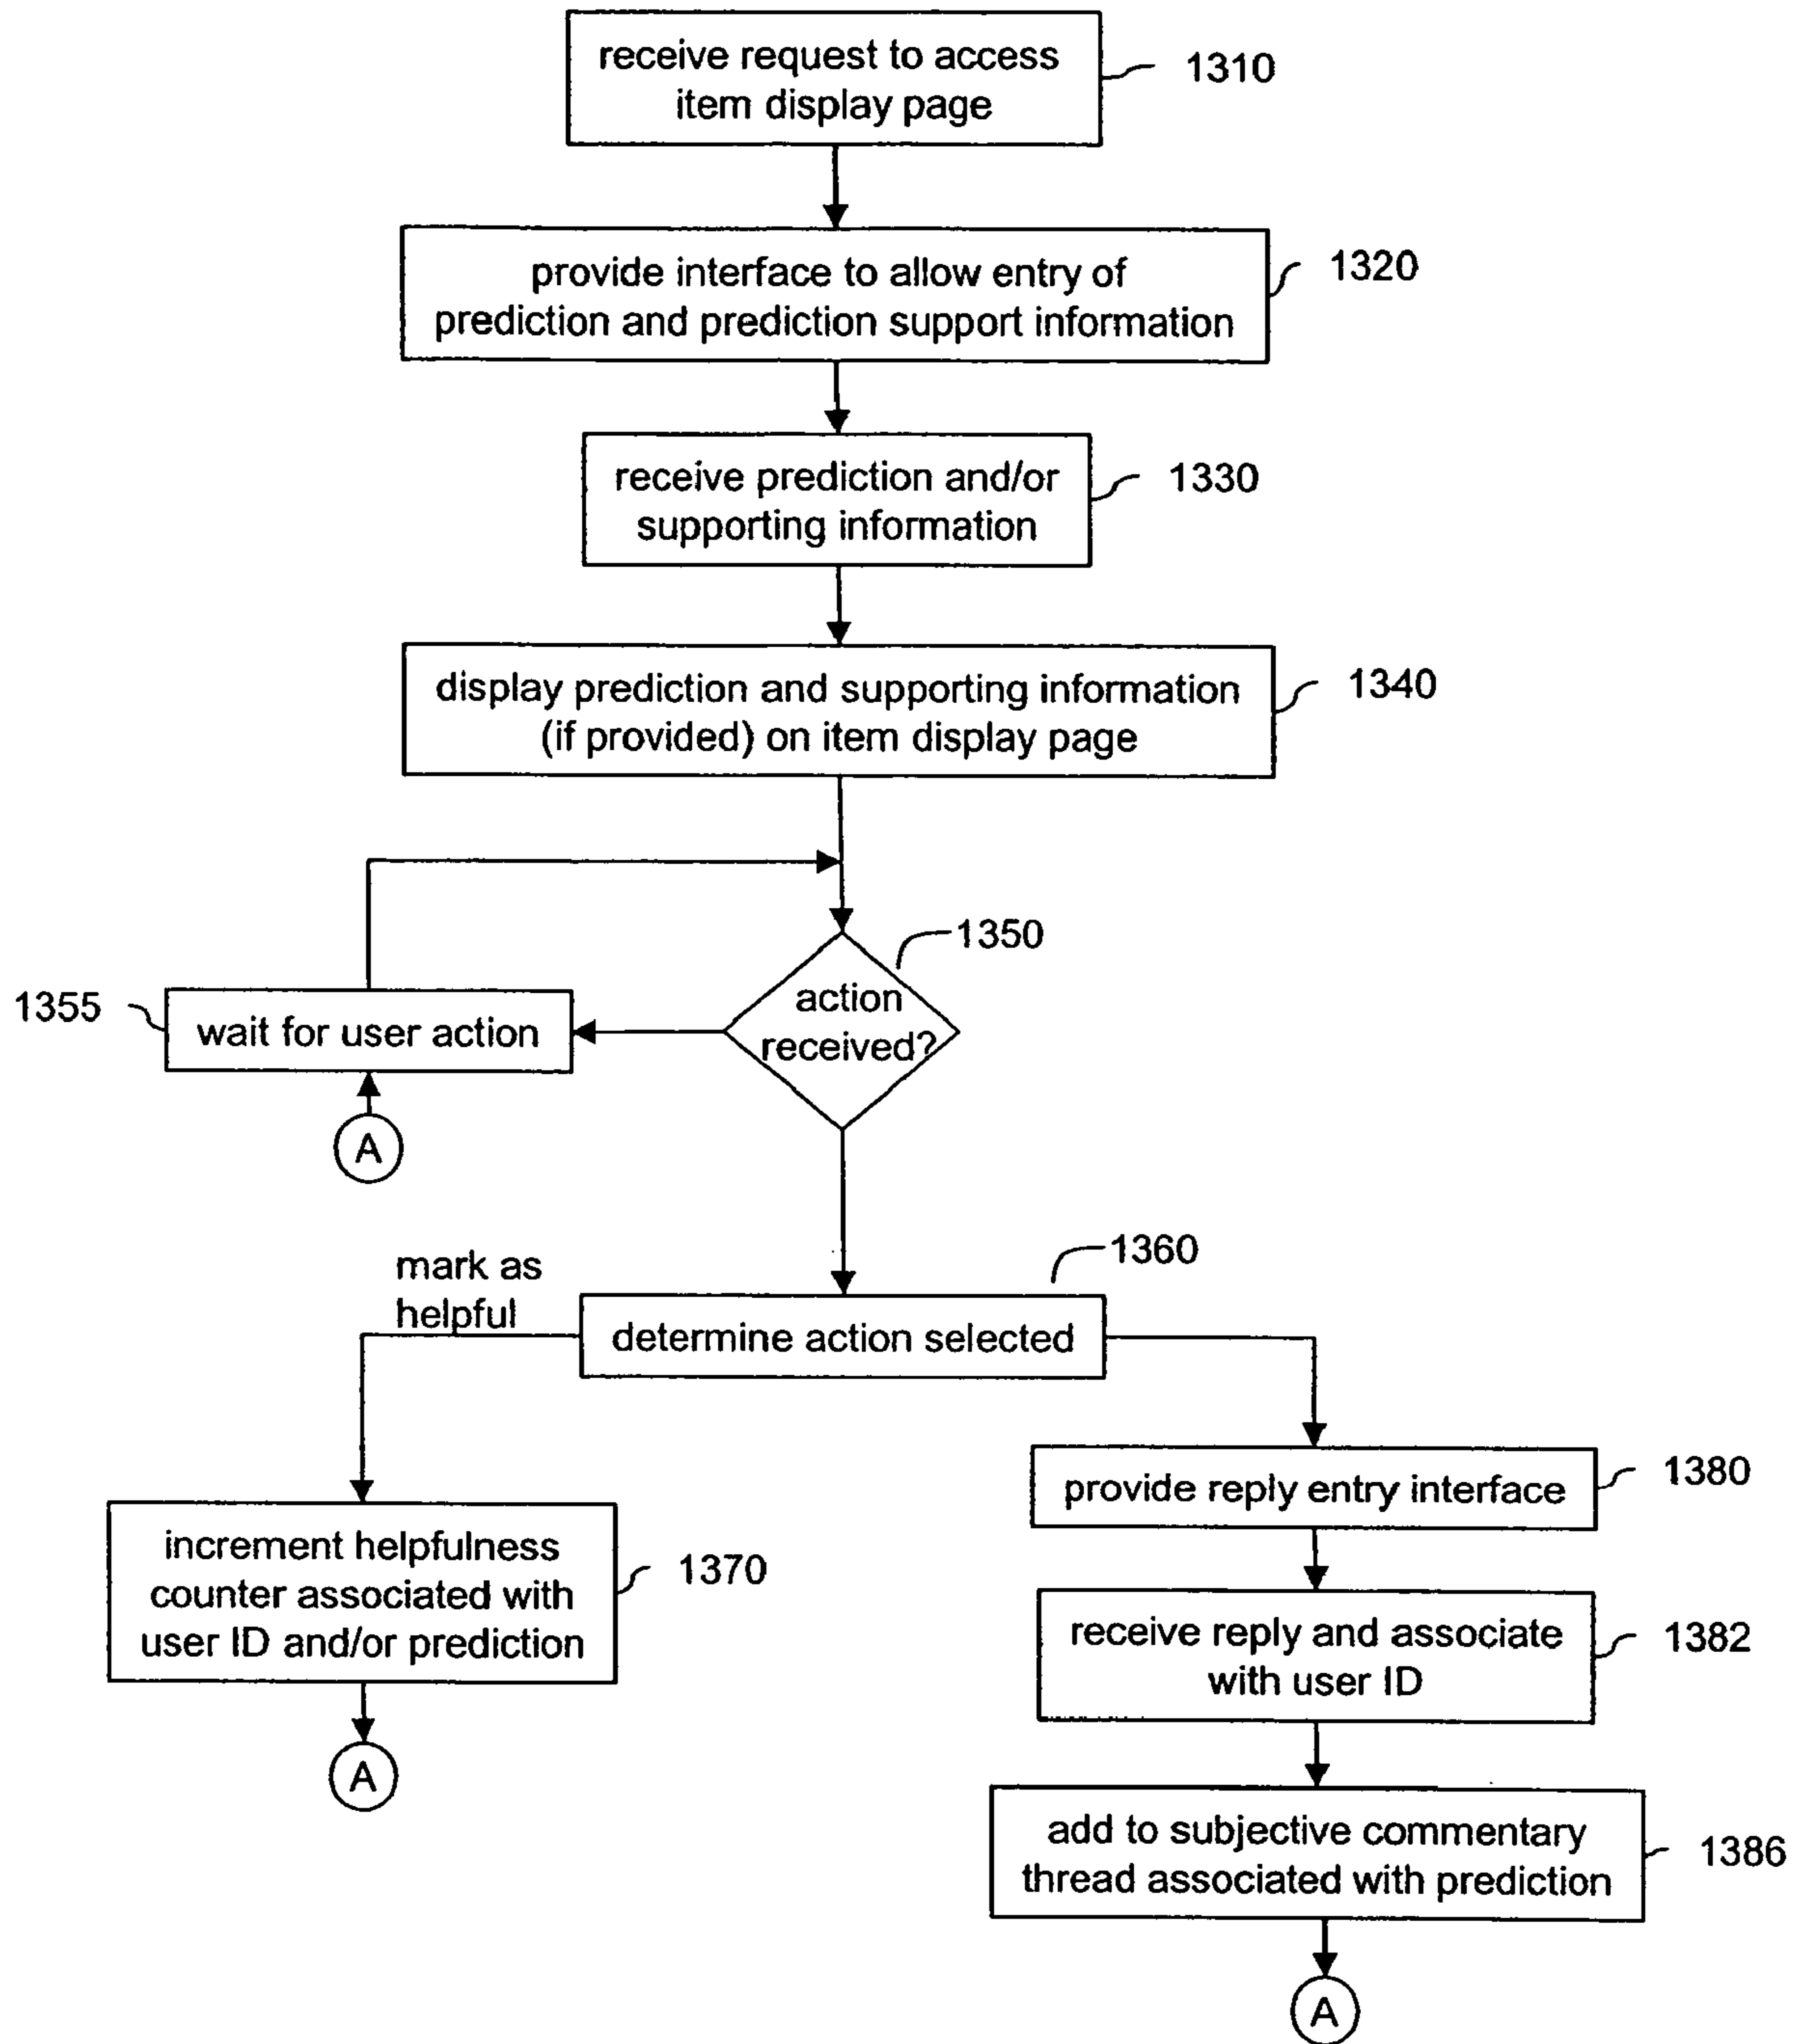 receive request to access
item display page
1310
provide interface to allow entry of
prediction and prediction support information
1320
receive prediction and/or
supporting information
1330
display prediction and supporting information
(if provided) on item display page
1340
1350
action
received?
1355
wait for user action
A
1360
mark as
helpful
determine action selected
provide reply entry interface
1380
increment helpfulness
counter associated with
user ID and/or prediction
1370
receive reply and associate
with user ID
1382
A
add to subjective commentary
thread associated with prediction
1386
A